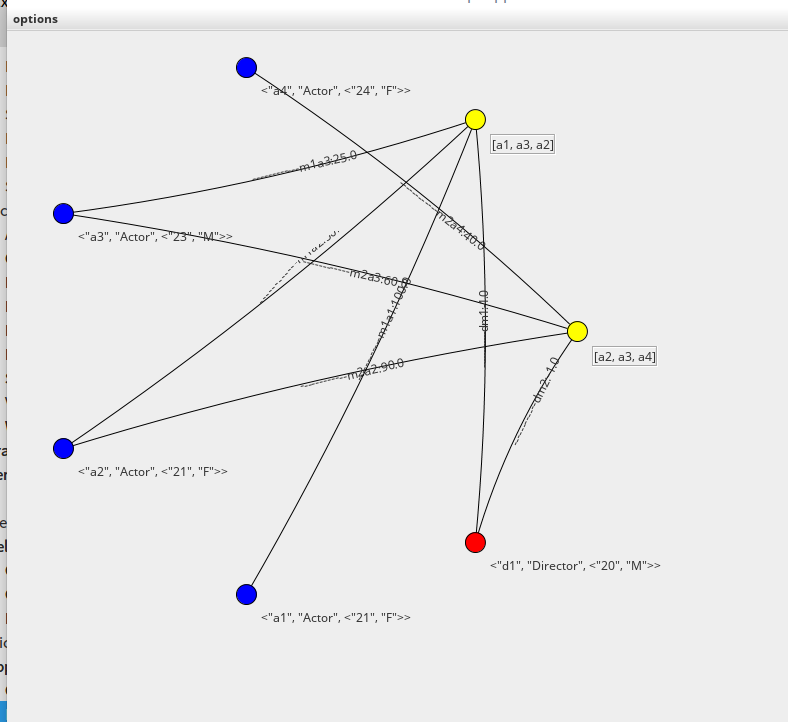 options
<"a4", "Actor", <"24", "F">>
[a1, a3, a2]
m1a3:25.0
m2a4:40.0
<"a3", "Actor", <"23", "M">>
m2a3:60.0
m1a1:100.0
dm1:1.0
[a2, a3, a4]
m2a2:90.0
dm2:-1.0
<"a2", "Actor", <"21", "F">>
<"d1", "Director", <"20", "M">>
<"a1", "Actor", <"21", "F">>